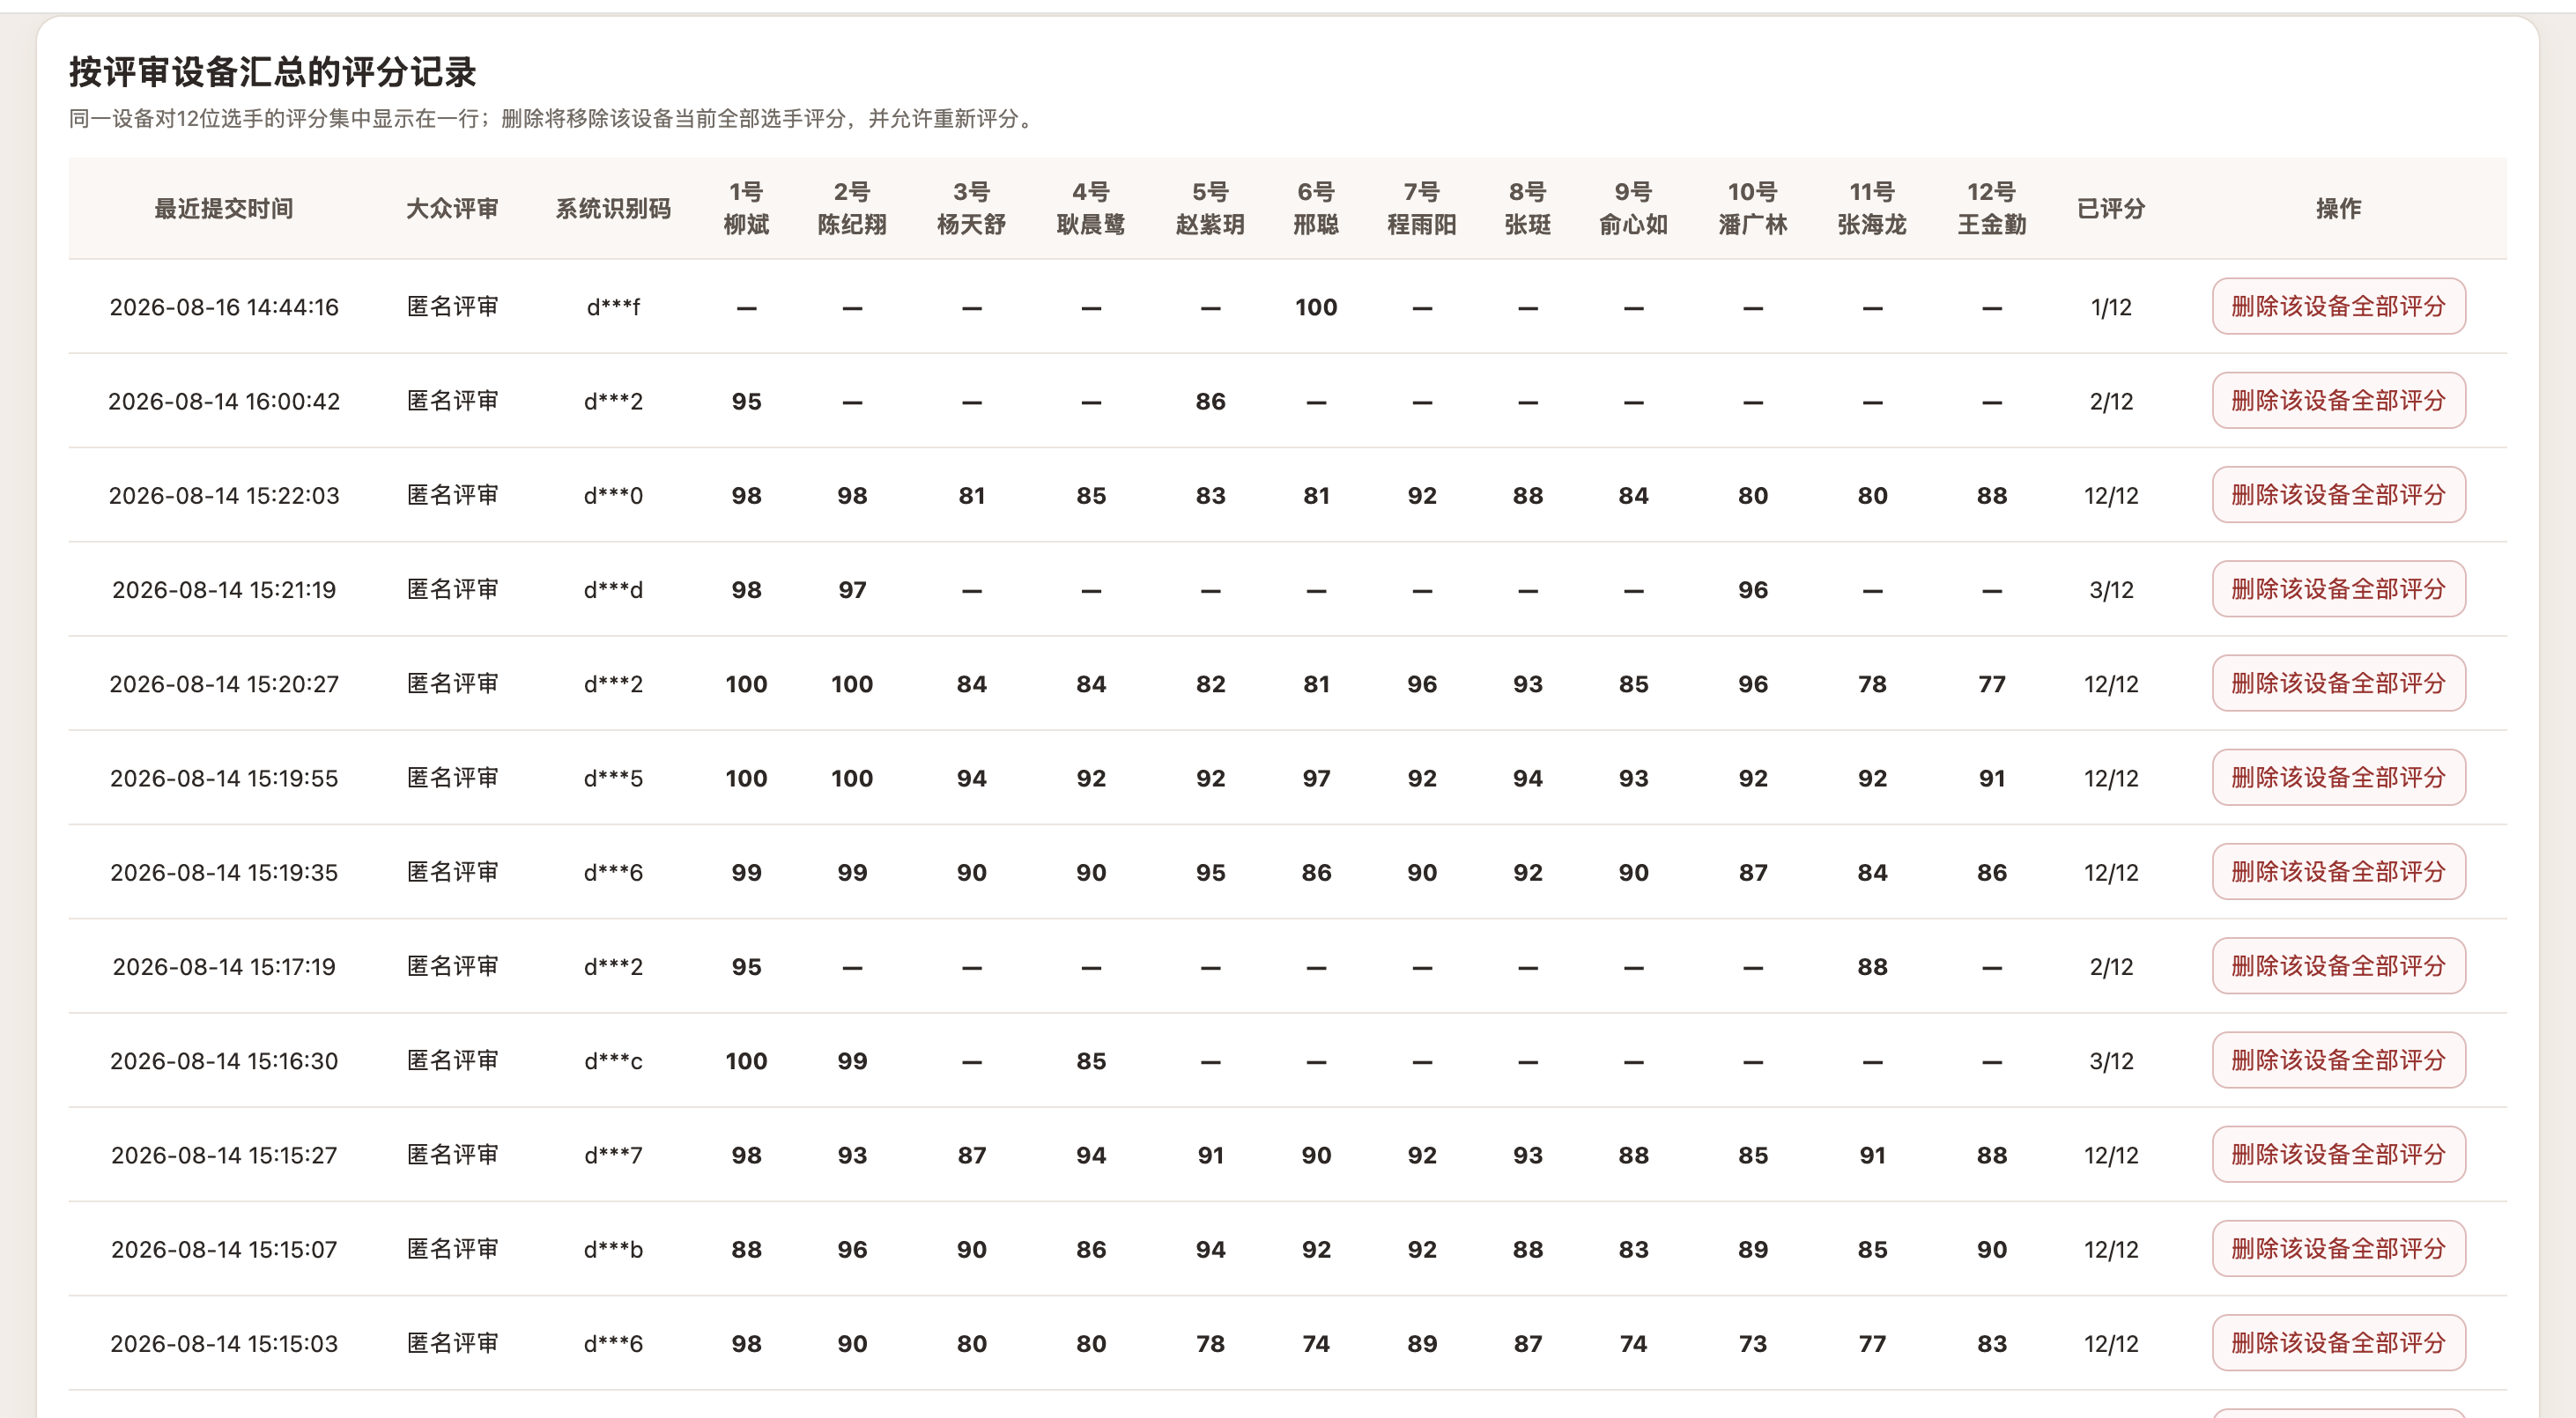 按评审设备汇总的评分记录
同一设备对12位选手的评分集中显示在一行；删除将移除该设备当前全部选手评分，并允许重新评分。
最近提交时间 大众评审 系统识别码 1号 柳斌 2号 陈纪翔 3号 杨天舒 4号 耿晨鹭 5号 赵紫玥 6号 邢聪 7号 程雨阳 8号 张珽 9号 俞心如 10号 潘广林 11号 张海龙 12号 王金勤 已评分 操作
2026-08-16 14:44:16 匿名评审 d***f — — — — — 100 — — — — — — 1/12 删除该设备全部评分
2026-08-14 16:00:42 匿名评审 d***2 95 — — — 86 — — — — — — — 2/12 删除该设备全部评分
2026-08-14 15:22:03 匿名评审 d***0 98 98 81 85 83 81 92 88 84 80 80 88 12/12 删除该设备全部评分
2026-08-14 15:21:19 匿名评审 d***d 98 97 — — — — — — — 96 — — 3/12 删除该设备全部评分
2026-08-14 15:20:27 匿名评审 d***2 100 100 84 84 82 81 96 93 85 96 78 77 12/12 删除该设备全部评分
2026-08-14 15:19:55 匿名评审 d***5 100 100 94 92 92 97 92 94 93 92 92 91 12/12 删除该设备全部评分
2026-08-14 15:19:35 匿名评审 d***6 99 99 90 90 95 86 90 92 90 87 84 86 12/12 删除该设备全部评分
2026-08-14 15:17:19 匿名评审 d***2 95 — — — — — — — — — 88 — 2/12 删除该设备全部评分
2026-08-14 15:16:30 匿名评审 d***c 100 99 — 85 — — — — — — — — 3/12 删除该设备全部评分
2026-08-14 15:15:27 匿名评审 d***7 98 93 87 94 91 90 92 93 88 85 91 88 12/12 删除该设备全部评分
2026-08-14 15:15:07 匿名评审 d***b 88 96 90 86 94 92 92 88 83 89 85 90 12/12 删除该设备全部评分
2026-08-14 15:15:03 匿名评审 d***6 98 90 80 80 78 74 89 87 74 73 77 83 12/12 删除该设备全部评分